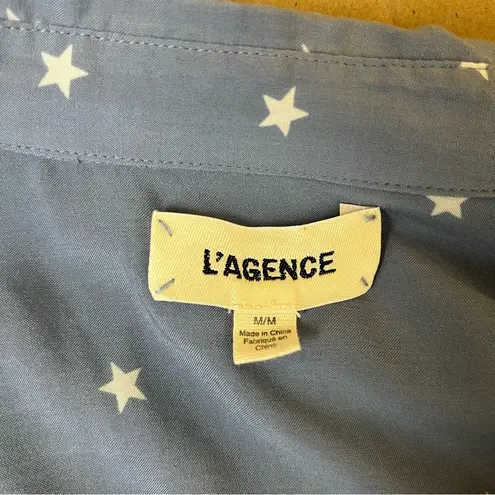 L'AGENCE
M/M
Made in China
Fabriqué en
Chine